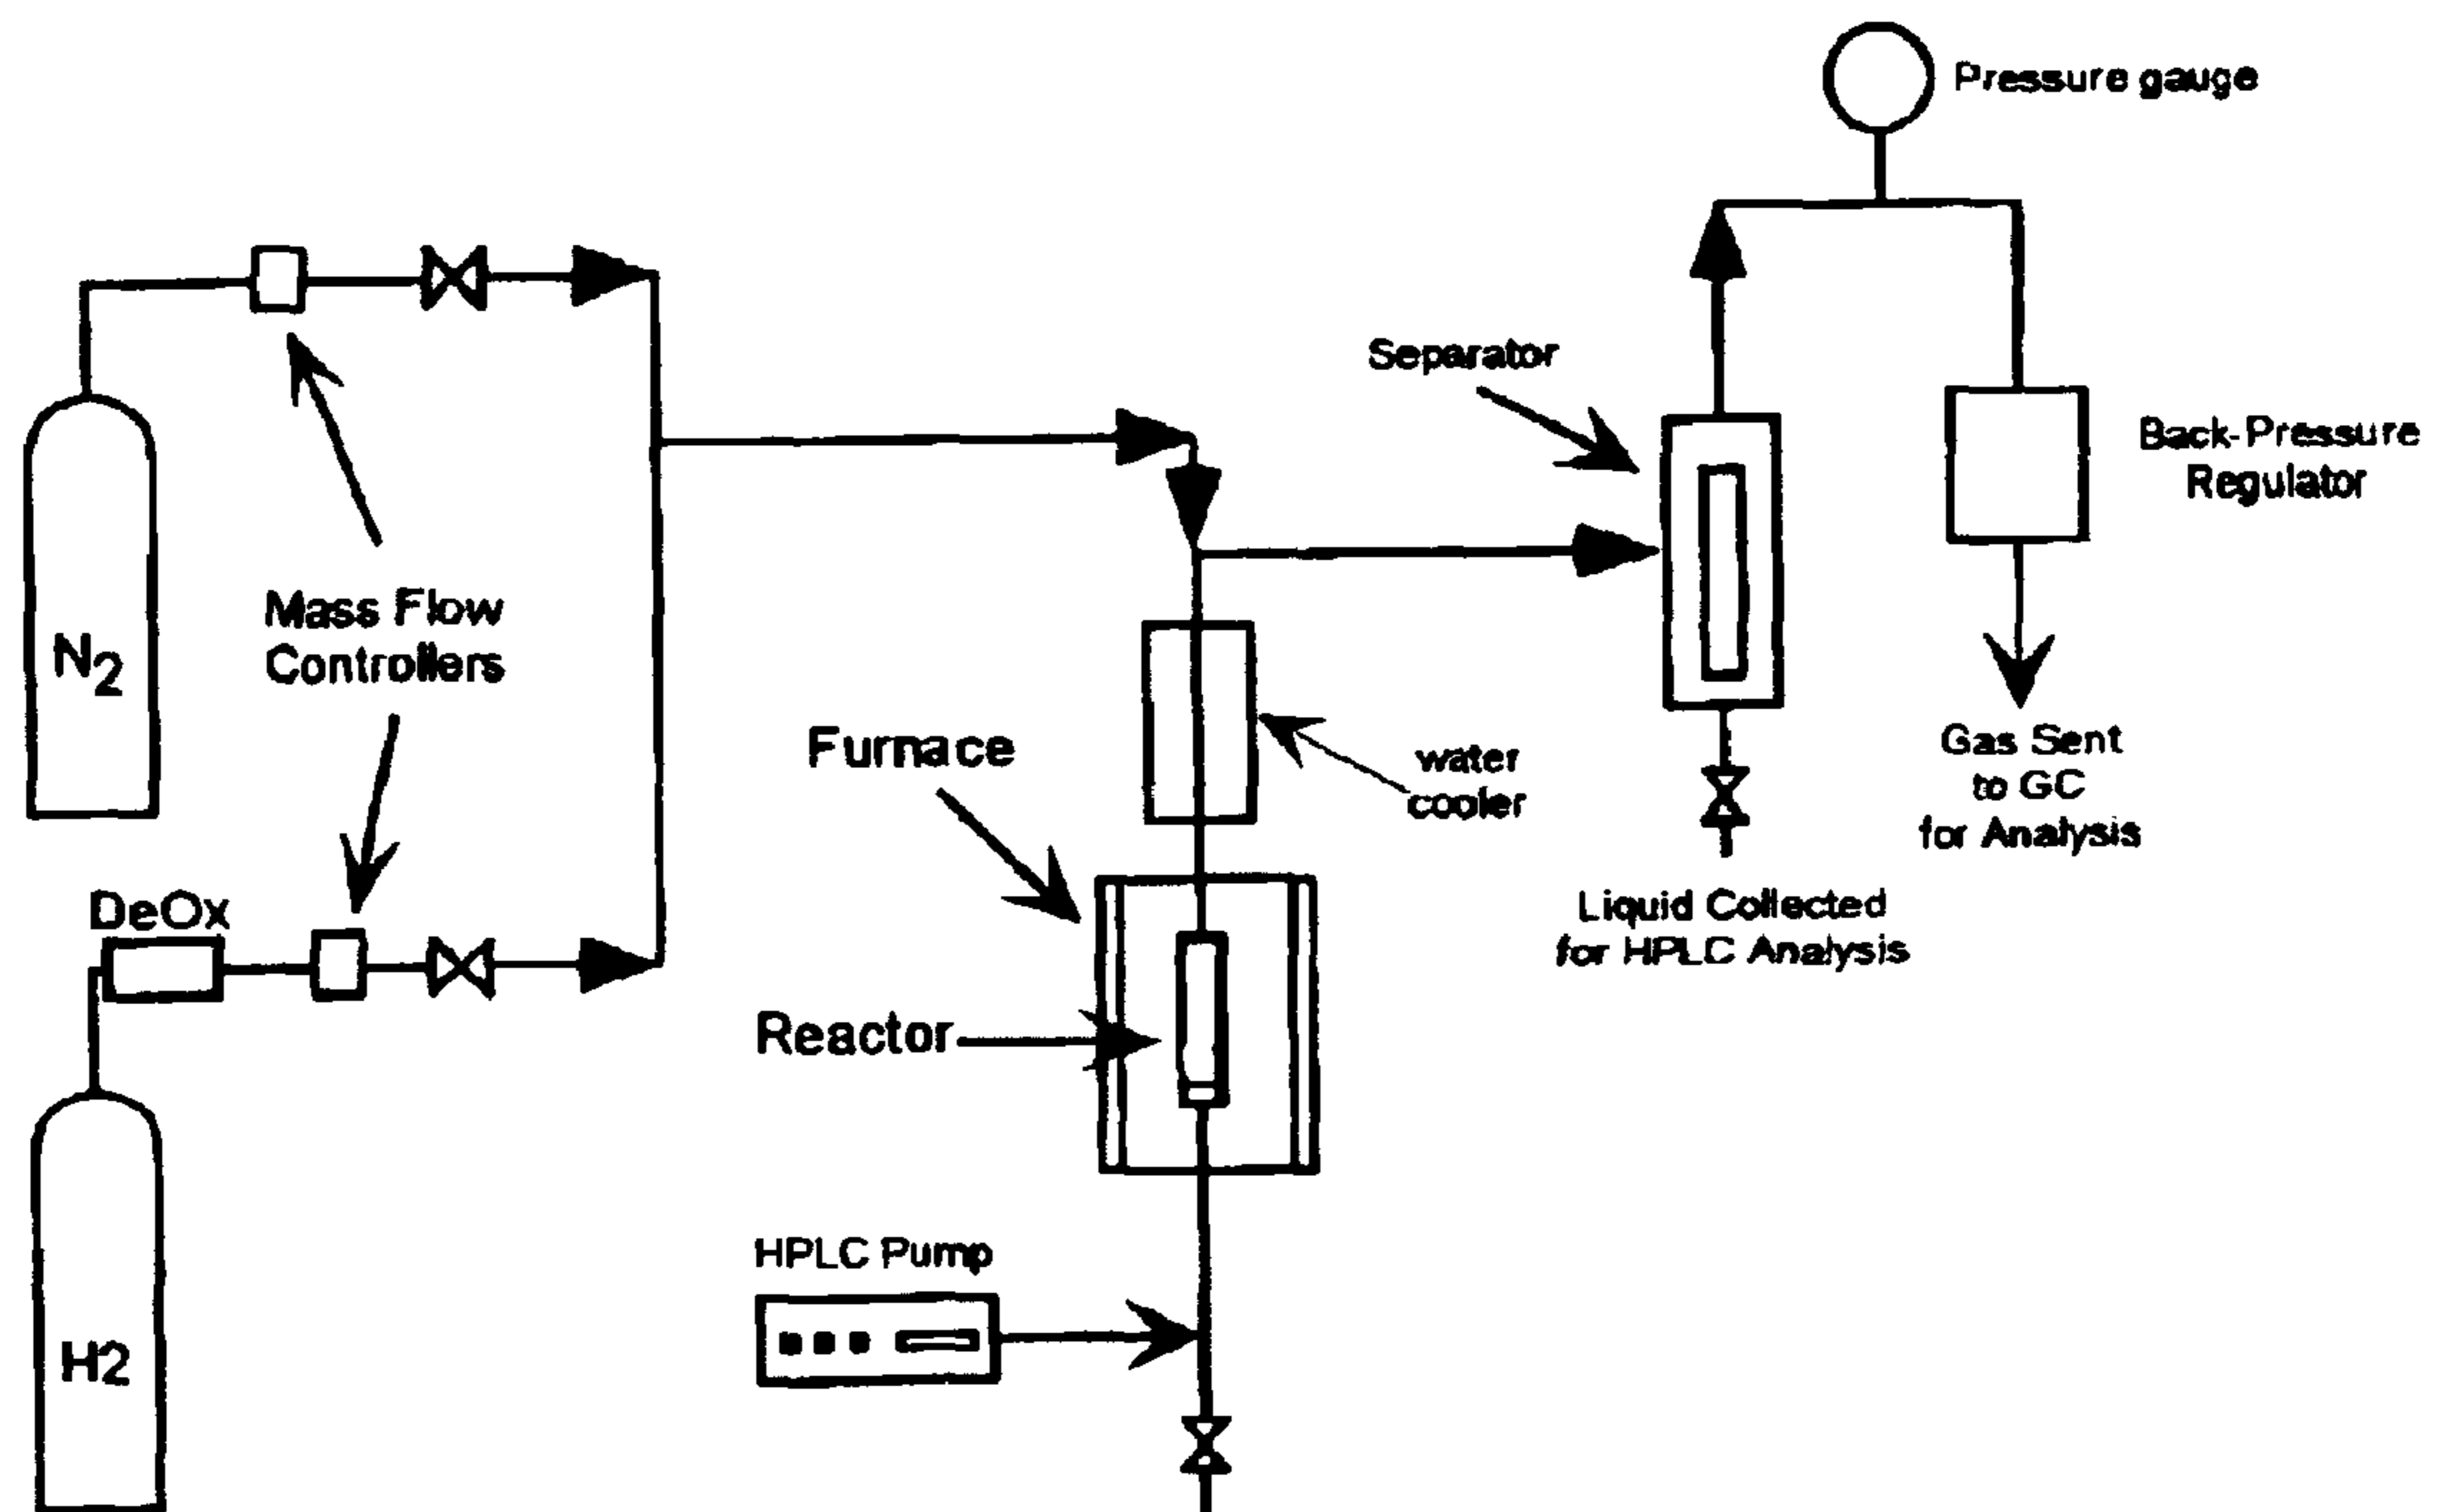 Pressure gauge
Separator
Back-Pressure
Regulator
N2
Mass Flow
Controllers
Furnace
water
cooler
Gas Sent
to GC
for Analysis
DeOx
Liquid Collected
for HPLC Analysis
Reactor
HPLC Pump
H2